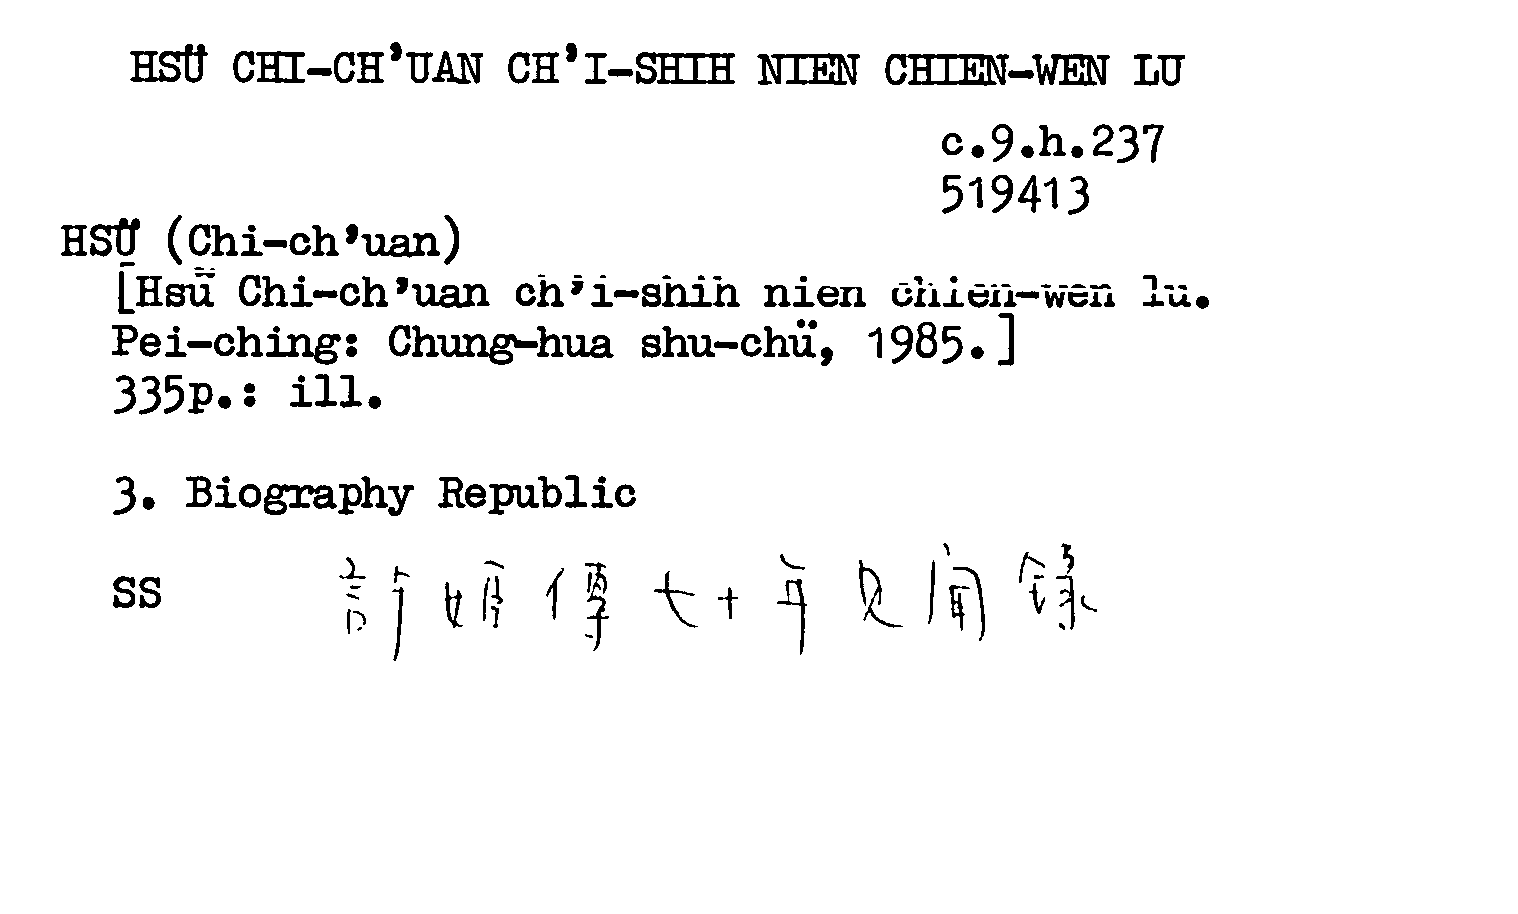 HSÜ CHI-CH'UAN CH'I-SHIH NIEN CHIEN-WEN LU
c.9.h.237
519413
HSÜ (Chi-ch'uan)
[Hsü Chi-ch'uan ch'i-shih nien chien-wen lu.
Pei-ching: Chung-hua shu-chü, 1985.]
335p.: ill.
3. Biography Republic
SS 許姬傳七十年見聞錄